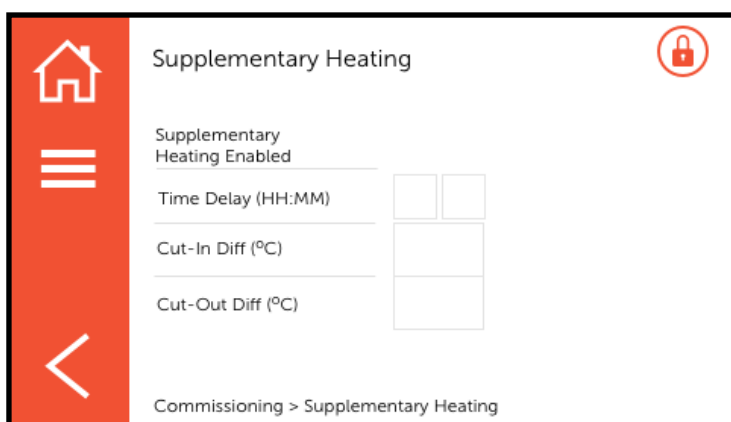 Supplementary Heating
Supplementary
Heating Enabled
Time Delay (HH:MM)
Cut-In Diff (ºC)
Cut-Out Diff (ºC)
Commissioning > Supplementary Heating